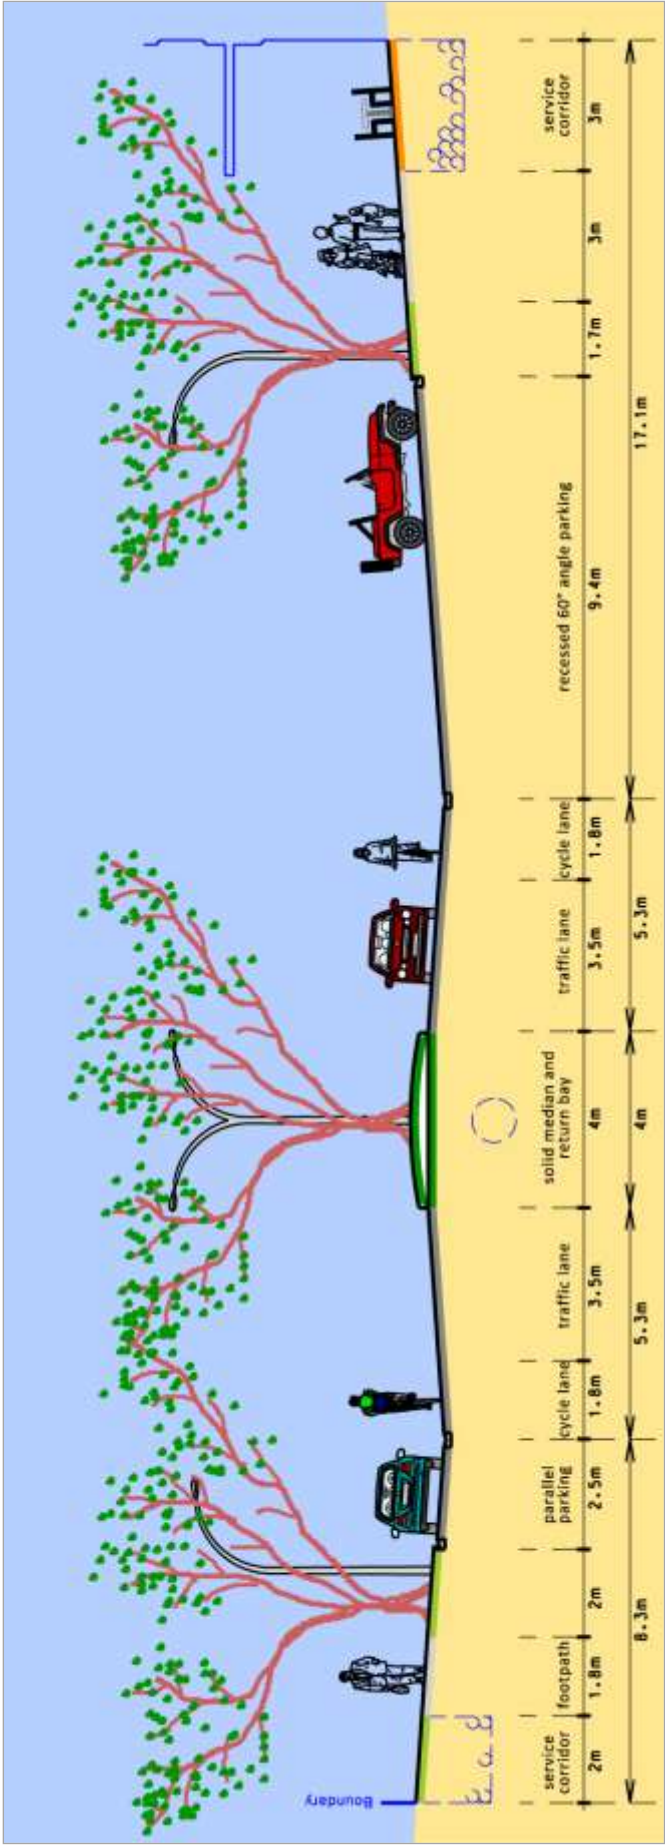 Boundary
service
corridor
footpath
parallel
parking
cycle lane
traffic lane
solid median and
return bay
traffic lane
cycle lane
recessed 60° angle parking
service
corridor
2m
1.8m
2m
2.5m
1.8m
3.5m
4m
3.5m
1.8m
9.4m
1.7m
3m
3m
8.3m
5.3m
4m
5.3m
17.1m